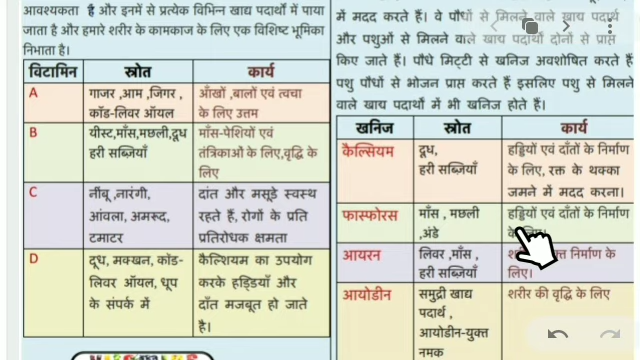 आवश्यकता है और इनमें से प्रत्येक विभिन्न खाद्य पदार्थों में पाया
जाता है और हमारे शरीर के कामकाज के लिए एक विशिष्ट भूमिका
निभाता है।
विटामिन स्रोत कार्य
A गाजर ,आम ,जिगर , आँखों ,बालों एवं त्वचा
कॉड-लिवर ऑयल के लिए उत्तम
B यीस्ट,माँस,मछली,दूध माँस-पेशियों एवं
हरी सब्ज़ियाँ तंत्रिकाओं के लिए,वृद्धि के
लिए
C नींबू ,नारंगी, दांत और मसूड़े स्वस्थ
आंवला, अमरूद, रहते हैं, रोगों के प्रति
टमाटर प्रतिरोधक क्षमता
D दूध, मक्खन, कॉड- कैल्शियम का उपयोग
लिवर ऑयल, धूप करके हड्डियाँ और
के संपर्क में दाँत मजबूत हो जाते
है।
में मदद करते हैं। वे पौधों से मिलने वाले खाद्य पदार्थ
और पशुओं से मिलने वाले खाद्य पदार्थों दोनों से प्राप्त
किए जाते हैं। पौधे मिट्टी से खनिज अवशोषित करते हैं
पशु पौधों से भोजन प्राप्त करते हैं इसलिए पशु से मिलने
वाले खाद्य पदार्थों में भी खनिज होते हैं।
खनिज स्रोत कार्य
कैल्सियम दूध, हड्डियों एवं दाँतों के निर्माण
हरी सब्ज़ियाँ के लिए, रक्त के थक्का
जमने में मदद करना।
फास्फोरस माँस , मछली हड्डियों एवं दाँतों के निर्माण
,अंडे के
आयरन लिवर ,माँस , निर्माण के
हरी सब्ज़ियाँ लिए।
आयोडीन समुद्री खाद्य शरीर की वृद्धि के लिए
पदार्थ ,
आयोडीन-युक्त
नमक